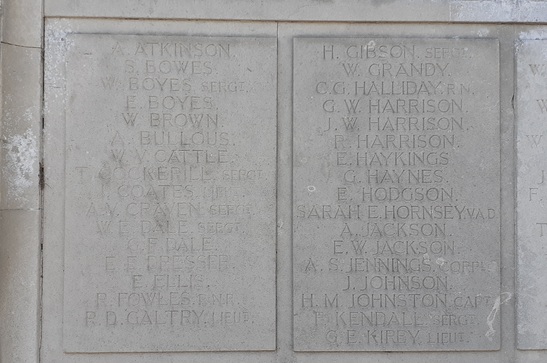 A. ATKINSON.
S. BOWES.
W. BOYES. SERGT.
E. BOYES.
W. BROWN.
A. BULLOUS.
W. V. CATTLE.
T. COCKERILL. SERGT.
COATES.
A. V. CRAVEN. SERGT.
W. E. DALE. SERGT.
G. F. DALE.
F. F. DRESSER.
E. ELLIS.
R. FOWLES.
R. D. GALTRY. LIEUT.
H. GIBSON. SERGT.
W. GRANDY.
C. G. HALLIDAY. R.N.
G. W. HARRISON.
J. W. HARRISON.
R. HARRISON.
E. HAYKINGS
G. HAYNES.
E. HODGSON.
SARAH E. HORNSEY. V.A.D.
A. JACKSON.
E. W. JACKSON.
A. S. JENNINGS. CORPL.
J. JOHNSON.
H. M. JOHNSTON. CAPT.
KENDALL. SERGT.
G. E. KIRBY. LIEUT.